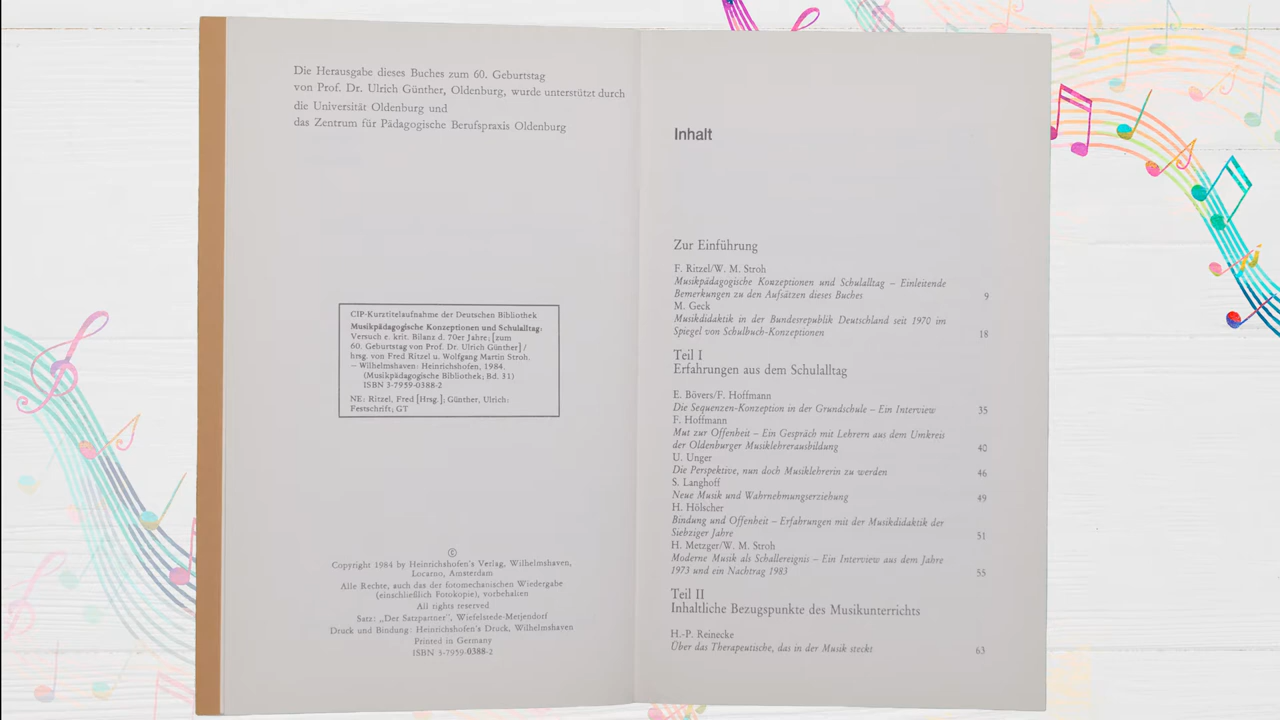 Die Herausgabe dieses Buches zum 60. Geburtstag
von Prof. Dr. Ulrich Günther, Oldenburg, wurde unterstützt durch
die Universität Oldenburg und
das Zentrum für Pädagogische Berufspraxis Oldenburg
CIP-Kurztitelaufnahme der Deutschen Bibliothek
Musikpädagogische Konzeptionen und Schulalltag:
Versuch e. krit. Bilanz d. 70er Jahre; [zum
60. Geburtstag von Prof. Dr. Ulrich Günther] /
hrsg. von Fred Ritzel u. Wolfgang Martin Stroh.
— Wilhelmshaven: Heinrichshofen, 1984.
(Musikpädagogische Bibliothek; Bd. 31)
ISBN 3-7959-0388-2
NE: Ritzel, Fred [Hrsg.]; Günther, Ulrich:
Festschrift; GT
©
Copyright 1984 by Heinrichshofen's Verlag, Wilhelmshaven,
Locarno, Amsterdam
Alle Rechte, auch das der fotomechanischen Wiedergabe
(einschließlich Fotokopie), vorbehalten
All rights reserved
Satz: „Der Satzpartner", Wiefelstede-Metjendorf
Druck und Bindung: Heinrichshofen's Druck, Wilhelmshaven
Printed in Germany
ISBN 3-7959-0388-2
Inhalt
Zur Einführung
F. Ritzel/W. M. Stroh
Musikpädagogische Konzeptionen und Schulalltag – Einleitende
Bemerkungen zu den Aufsätzen dieses Buches 9
M. Geck
Musikdidaktik in der Bundesrepublik Deutschland seit 1970 im
Spiegel von Schulbuch-Konzeptionen 18
Teil I
Erfahrungen aus dem Schulalltag
E. Bövers/F. Hoffmann
Die Sequenzen-Konzeption in der Grundschule – Ein Interview 35
F. Hoffmann
Mut zur Offenheit – Ein Gespräch mit Lehrern aus dem Umkreis
der Oldenburger Musiklehrerausbildung 40
U. Unger
Die Perspektive, nun doch Musiklehrerin zu werden 46
S. Langhoff
Neue Musik und Wahrnehmungserziehung 49
H. Hölscher
Bindung und Offenheit – Erfahrungen mit der Musikdidaktik der
Siebziger Jahre 51
H. Metzger/W. M. Stroh
Moderne Musik als Schallereignis – Ein Interview aus dem Jahre
1973 und ein Nachtrag 1983 55
Teil II
Inhaltliche Bezugspunkte des Musikunterrichts
H.-P. Reinecke
Über das Therapeutische, das in der Musik steckt 63